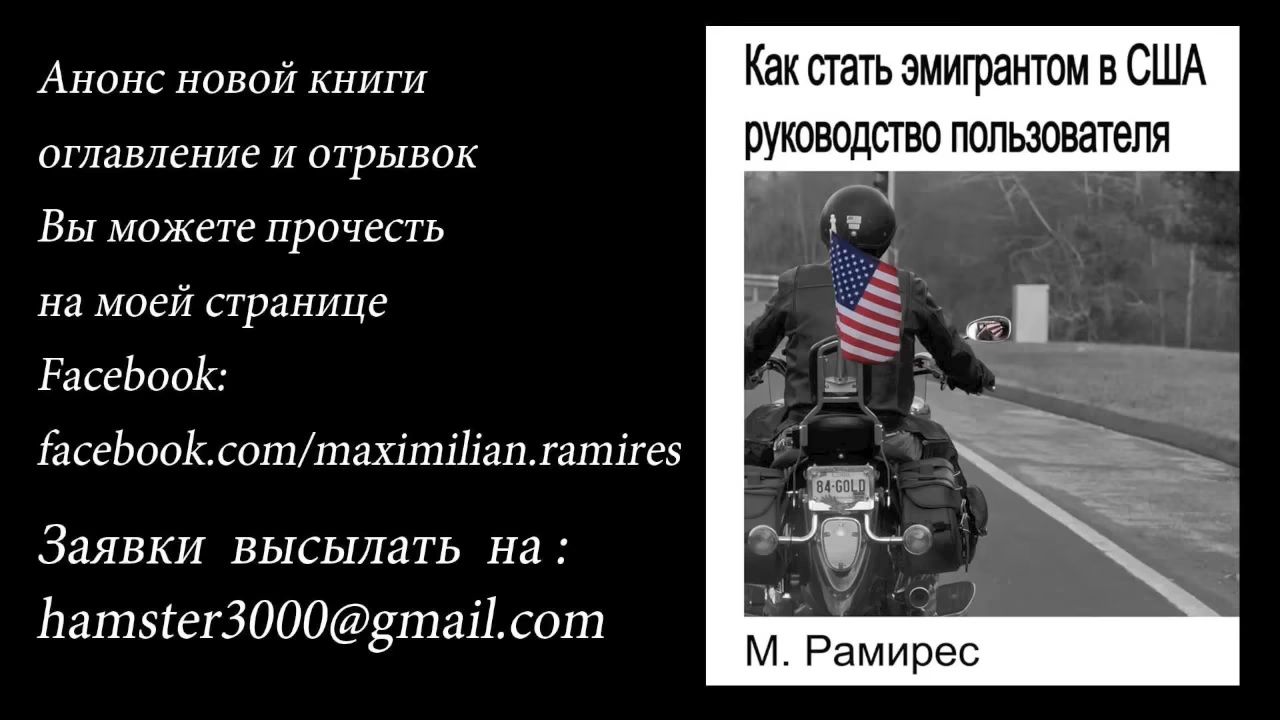 Анонс новой книги
оглавление и отрывок
Вы можете прочесть
на моей странице
Facebook:
facebook.com/maximilian.ramires
Заявки высылать на :
hamster3000@gmail.com
Как стать эмигрантом в США
руководство пользователя
84-GOLD
М. Рамирес